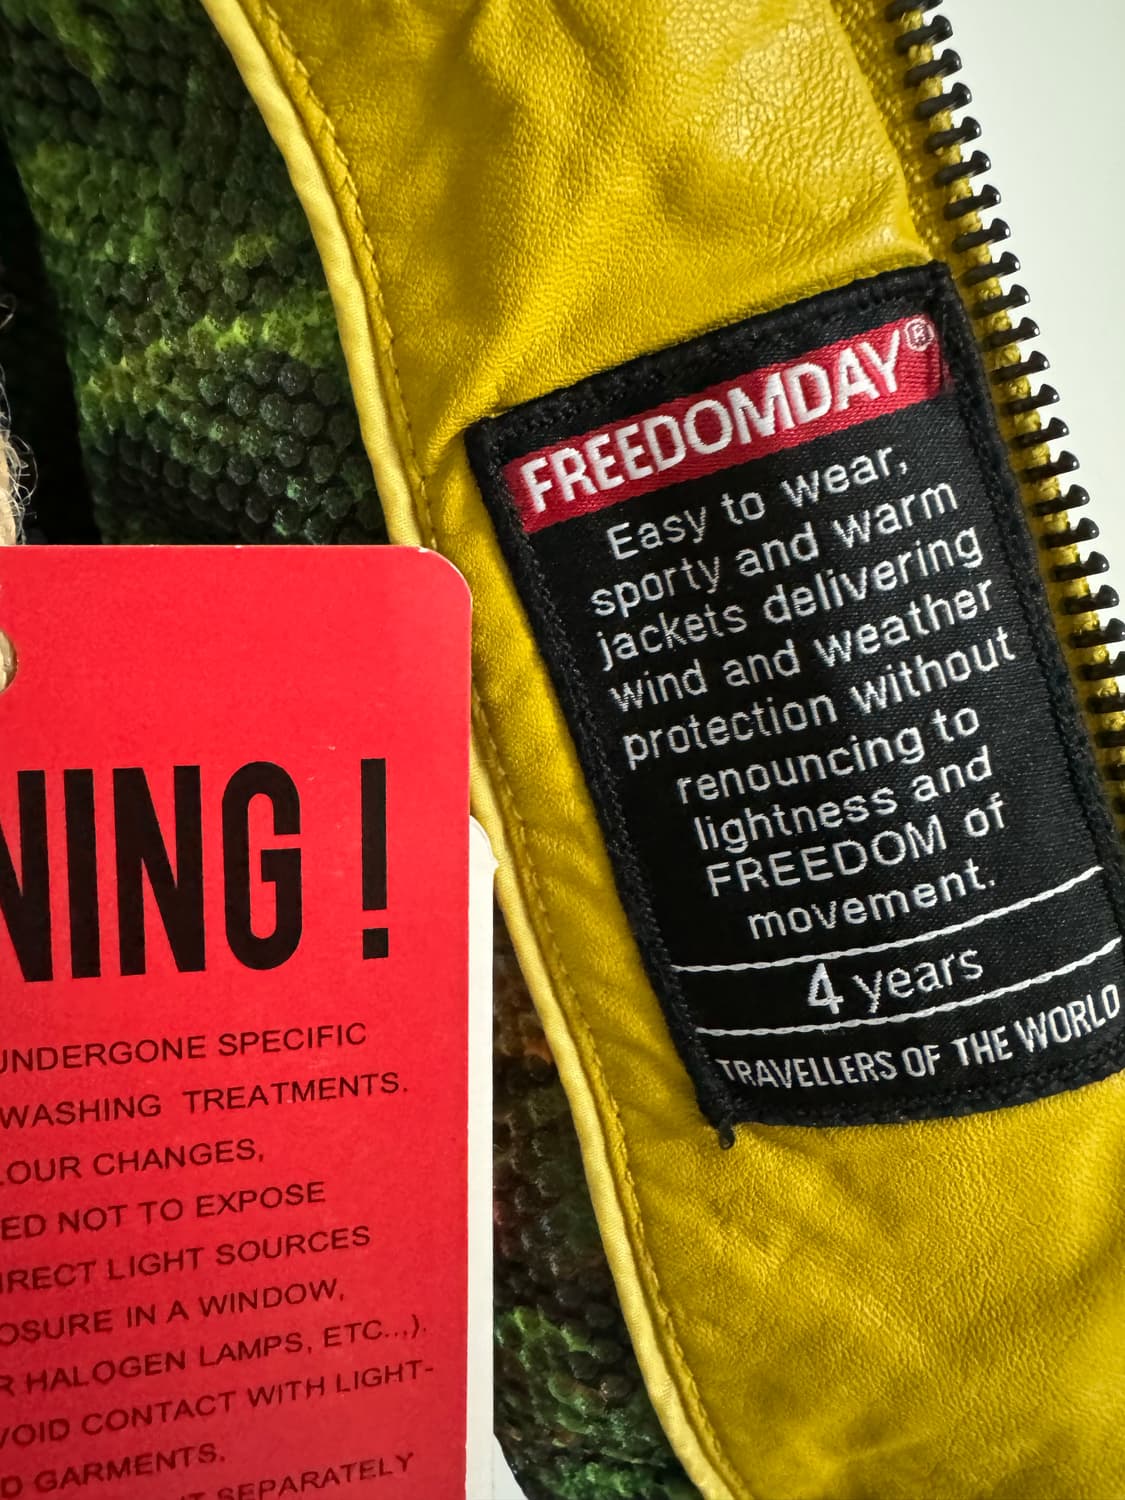 FREEDOMDAY®
Easy to wear,
sporty and warm
jackets delivering
wind and weather
protection without
renouncing to
lightness and
FREEDOM of
movement.
4 years
TRAVELLERS OF THE WORLD
NING !
UNDERGONE SPECIFIC
WASHING TREATMENTS.
LOUR CHANGES,
ED NOT TO EXPOSE
IRECT LIGHT SOURCES
OSURE IN A WINDOW,
R HALOGEN LAMPS, ETC..,).
VOID CONTACT WITH LIGHT-
D GARMENTS.
SEPARATELY